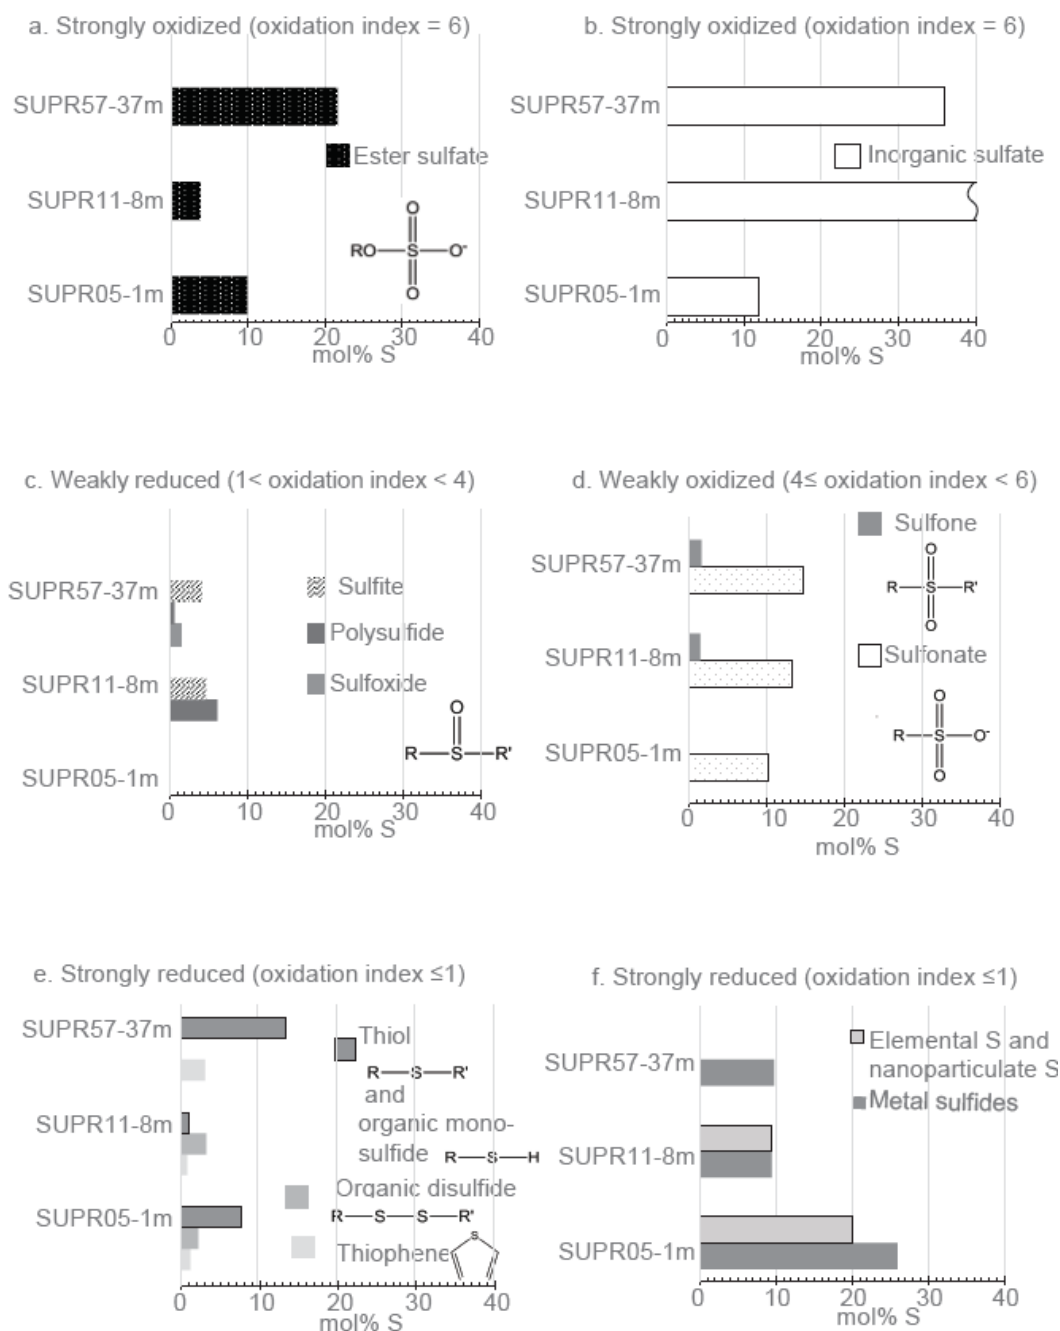 a. Strongly oxidized (oxidation index = 6)
SUPR57-37m
Ester sulfate
SUPR11-8m
O
RO S O-
O
SUPR05-1m
0 10 20 30 40
mol% S
b. Strongly oxidized (oxidation index = 6)
SUPR57-37m
Inorganic sulfate
SUPR11-8m
SUPR05-1m
0 10 20 30 40
mol% S
c. Weakly reduced (1< oxidation index < 4)
SUPR57-37m
Sulfite
Polysulfide
SUPR11-8m
Sulfoxide
O
R S R'
SUPR05-1m
0 10 20 30 40
mol% S
d. Weakly oxidized (4≤ oxidation index < 6)
Sulfone
SUPR57-37m
O
R S R'
O
SUPR11-8m
Sulfonate
O
R S O-
O
SUPR05-1m
0 10 20 30 40
mol% S
e. Strongly reduced (oxidation index ≤1)
SUPR57-37m
Thiol
R S R'
and
SUPR11-8m
organic mono-
sulfide
R S H
Organic disulfide
SUPR05-1m
R S S R'
Thiophene
S
0 10 20 30 40
mol% S
f. Strongly reduced (oxidation index ≤1)
Elemental S and
nanoparticulate S
SUPR57-37m
Metal sulfides
SUPR11-8m
SUPR05-1m
0 10 20 30 40
mol% S